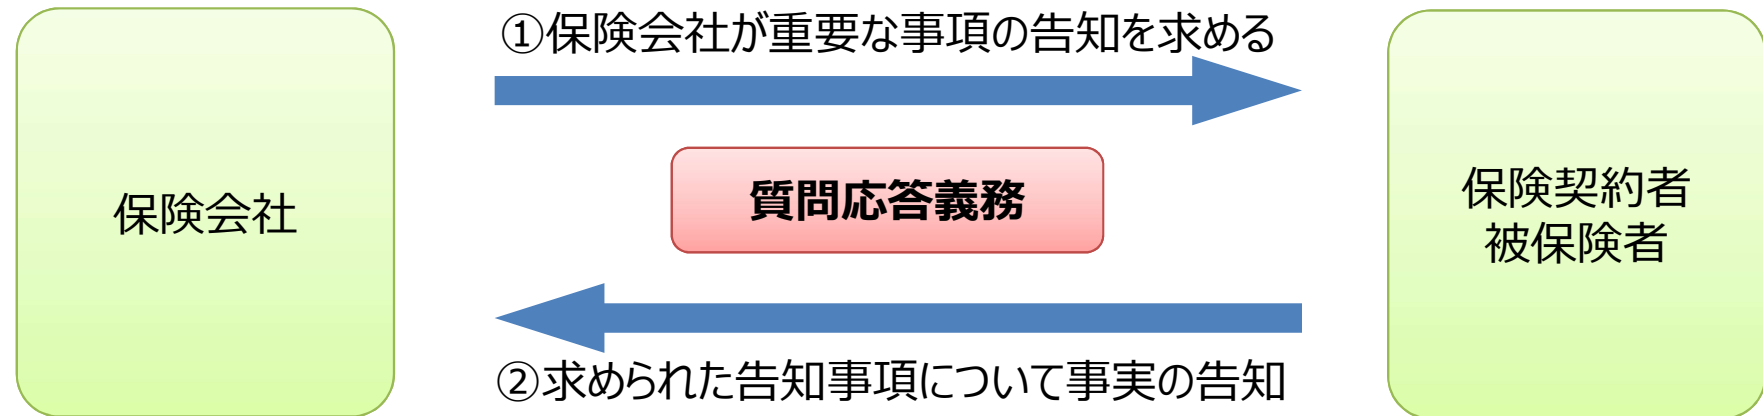 ①保険会社が重要な事項の告知を求める
保険会社
質問応答義務
保険契約者
被保険者
②求められた告知事項について事実の告知